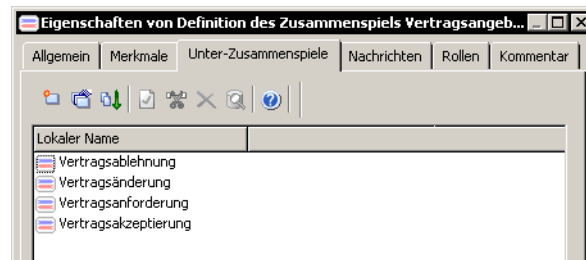 Eigenschaften von Definition des Zusammenspiels Vertragsangeb...
Allgemein Merkmale Unter-Zusammenspiele Nachrichten Rollen Kommentar
Lokaler Name
Vertragsablehnung
Vertragsänderung
Vertragsanforderung
Vertragsakzeptierung